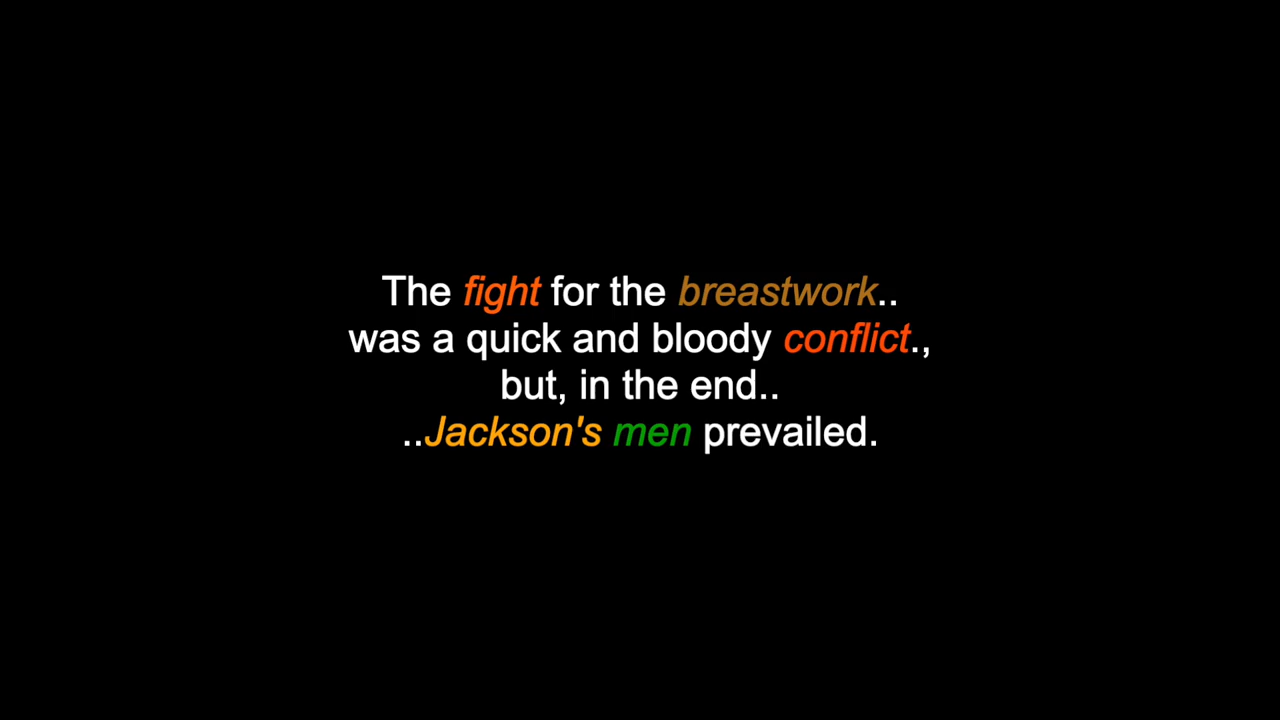 The fight for the breastwork..
was a quick and bloody conflict.,
but, in the end..
..Jackson's men prevailed.